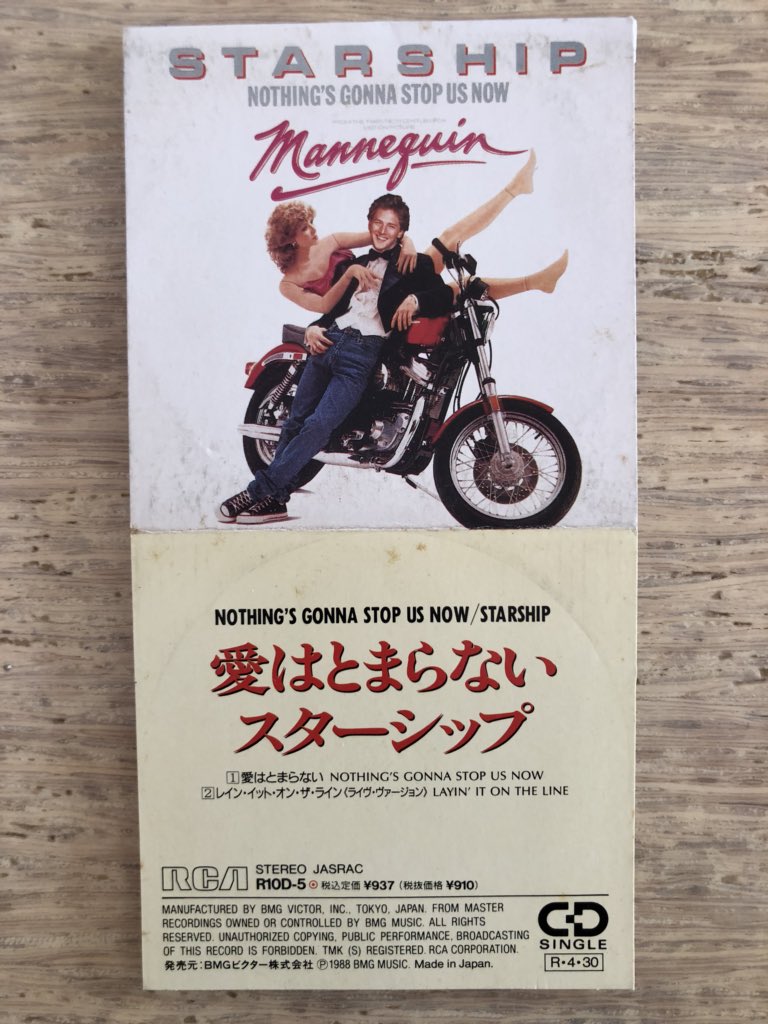 STARSHIP
NOTHING'S GONNA STOP US NOW
Mannequin
NOTHING'S GONNA STOP US NOW/STARSHIP
愛はとまらない
スターシップ
1 愛はとまらない NOTHING'S GONNA STOP US NOW
2 レイン・イット・オン・ザ・ライン〈ライヴ・ヴァージョン〉 LAYIN' IT ON THE LINE
RCA STEREO JASRAC
R10D-5 税込定価 ¥937 (税抜価格 ¥910)
MANUFACTURED BY BMG VICTOR, INC., TOKYO, JAPAN. FROM MASTER
RECORDINGS OWNED OR CONTROLLED BY BMG MUSIC. ALL RIGHTS
RESERVED. UNAUTHORIZED COPYING, PUBLIC PERFORMANCE, BROADCASTING
OF THIS RECORD IS FORBIDDEN. TMK (S) REGISTERED. RCA CORPORATION.
発売元:BMGビクター株式会社 Ⓟ1988 BMG MUSIC. Made in Japan.
CD
SINGLE
R・4・30